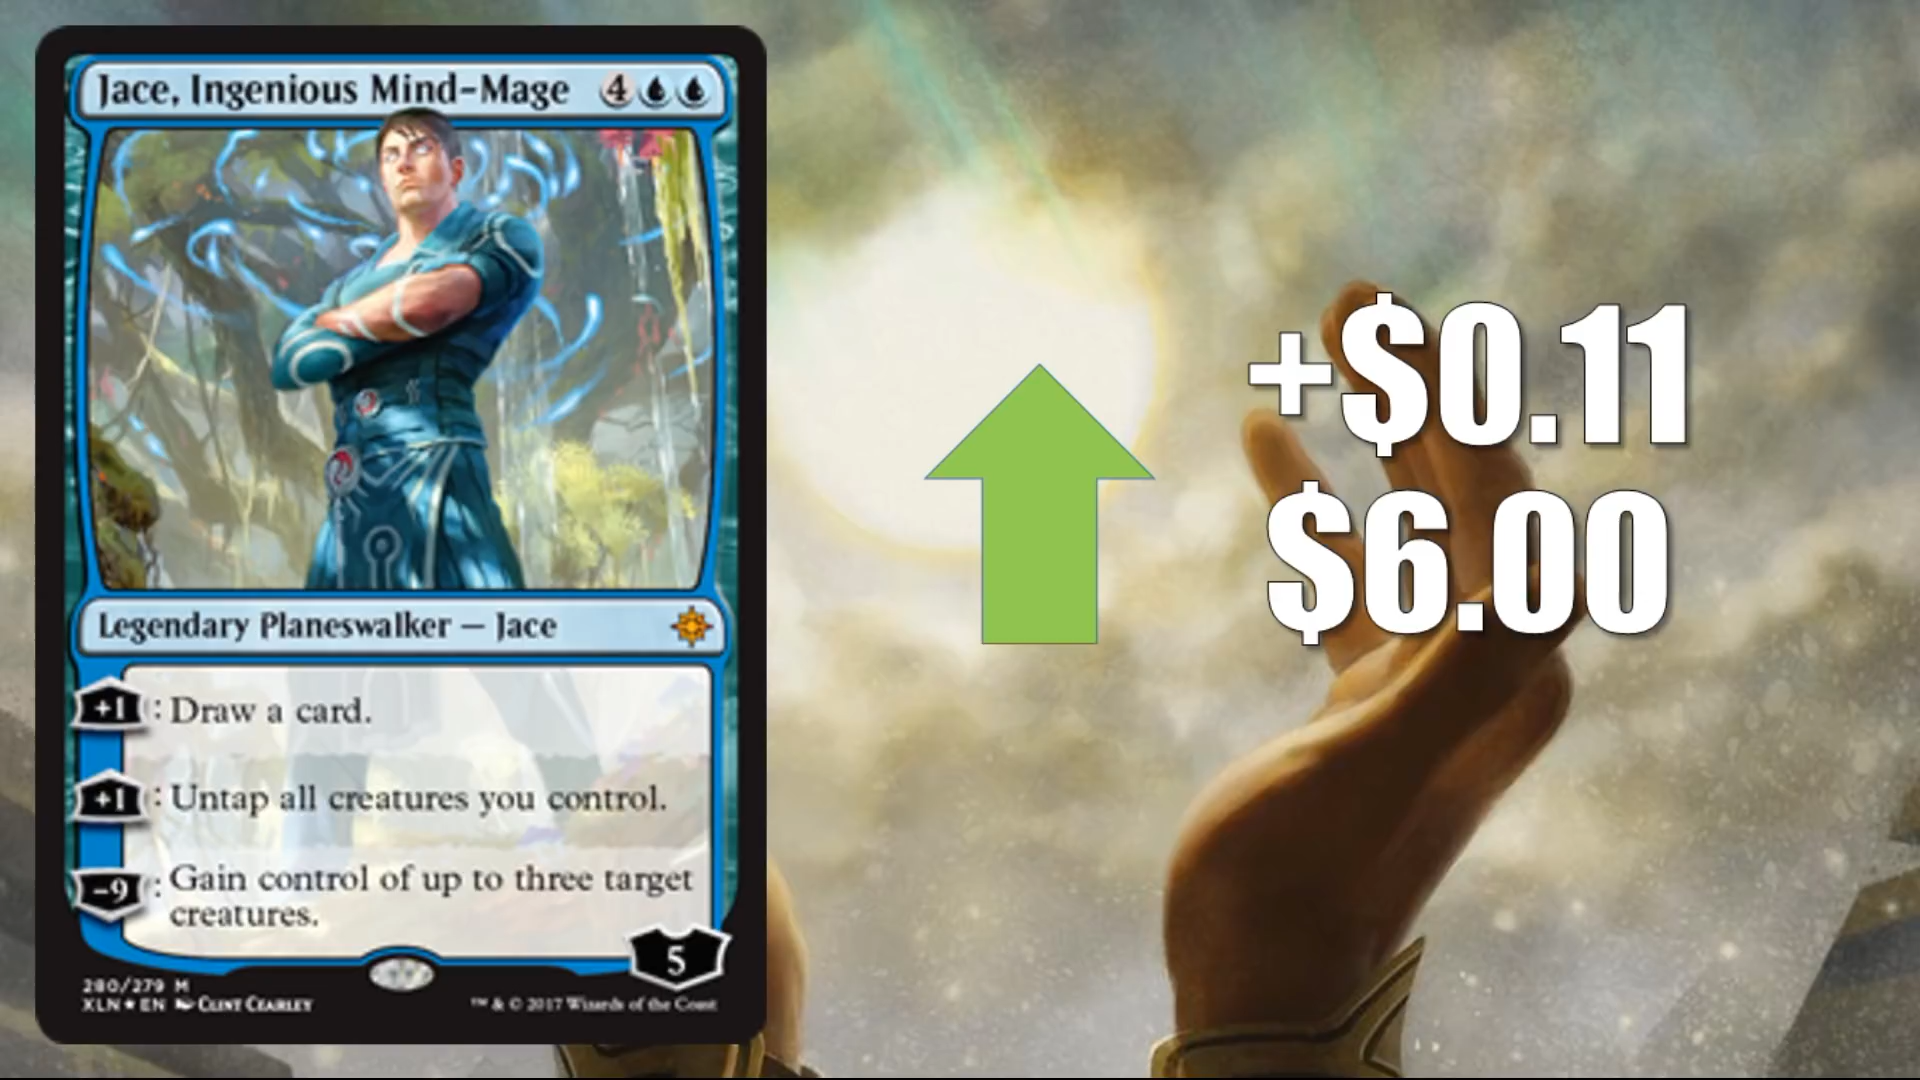 Jace, Ingenious Mind-Mage 4
Legendary Planeswalker — Jace
+1 : Draw a card.
+1 : Untap all creatures you control.
-9 : Gain control of up to three target
creatures.
5
280/279 M
XLN★EN CLINT CEARLEY
™ & © 2017 Wizards of the Coast
+$0.11
$6.00